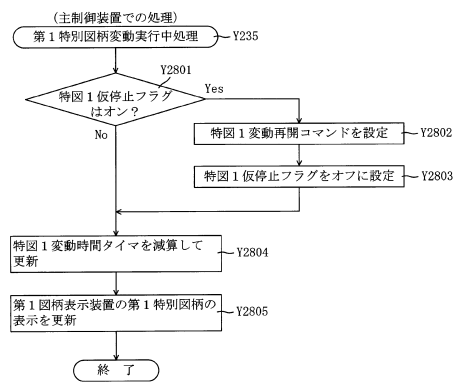 (主制御装置での処理)
第1特別図柄変動実行中処理
Y235
Y2801
特図1仮停止フラグ
はオン?
Yes
No
特図1変動再開コマンドを設定
Y2802
特図1仮停止フラグをオフに設定
Y2803
特図1変動時間タイマを減算して
更新
Y2804
第1図柄表示装置の第1特別図柄の
表示を更新
Y2805
終 了